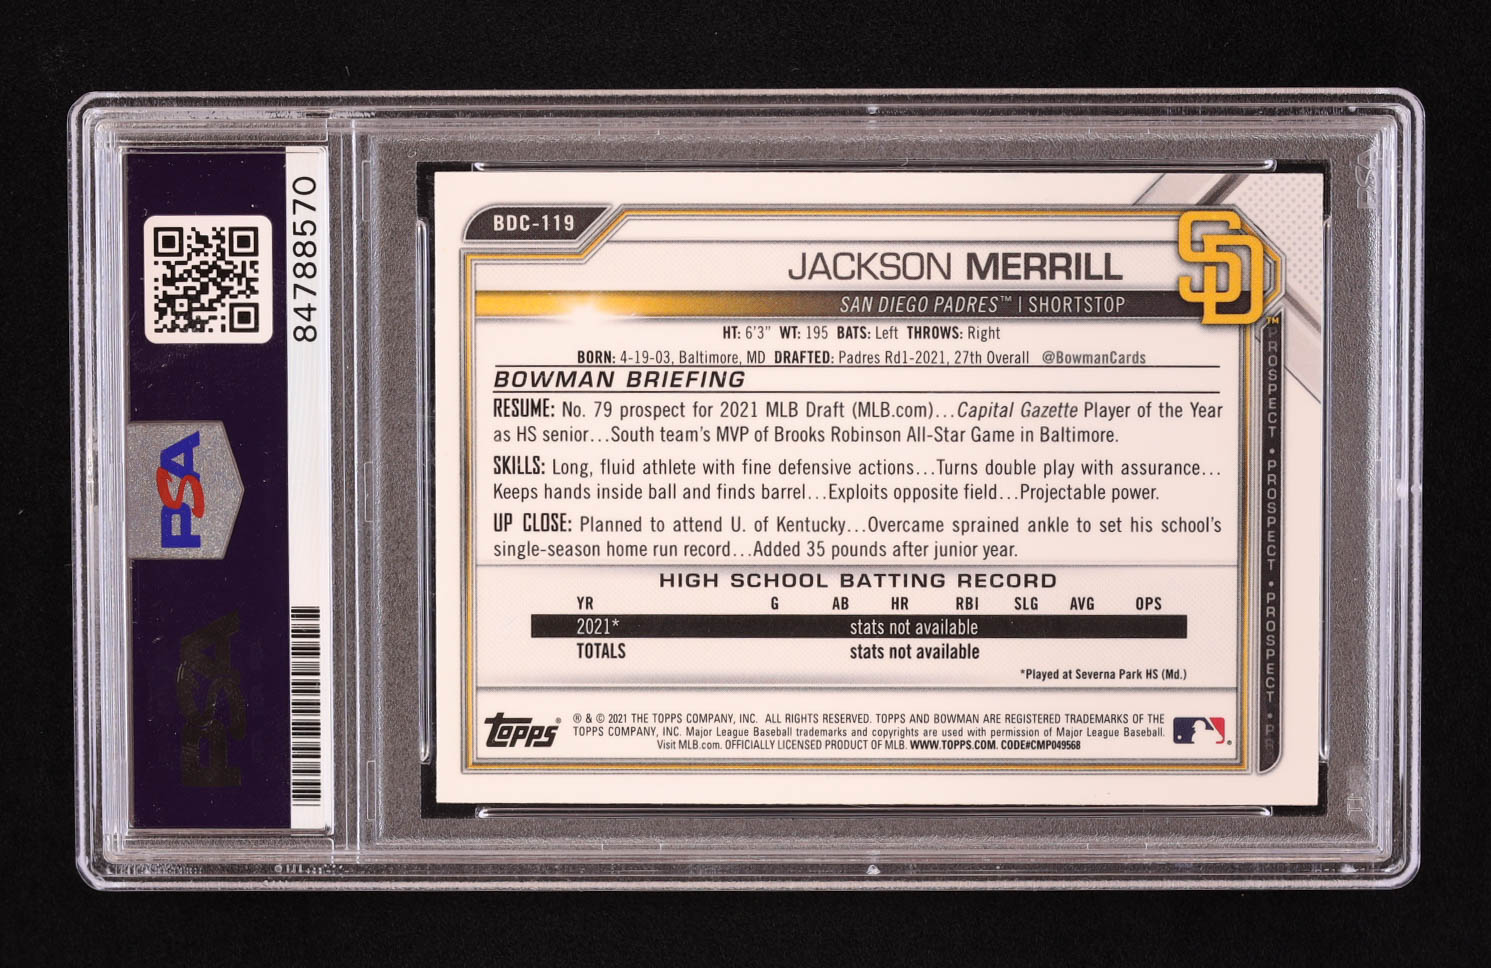 84788570
PSA
PSA
BDC-119
JACKSON MERRILL
SAN DIEGO PADRES™ | SHORTSTOP
SD™
HT: 6'3" WT: 195 BATS: Left THROWS: Right
BORN: 4-19-03, Baltimore, MD DRAFTED: Padres Rd1-2021, 27th Overall @BowmanCards
BOWMAN BRIEFING
RESUME: No. 79 prospect for 2021 MLB Draft (MLB.com)...Capital Gazette Player of the Year
as HS senior...South team's MVP of Brooks Robinson All-Star Game in Baltimore.
SKILLS: Long, fluid athlete with fine defensive actions...Turns double play with assurance...
Keeps hands inside ball and finds barrel...Exploits opposite field...Projectable power.
UP CLOSE: Planned to attend U. of Kentucky...Overcame sprained ankle to set his school's
single-season home run record...Added 35 pounds after junior year.
HIGH SCHOOL BATTING RECORD
YR G AB HR RBI SLG AVG OPS
2021* stats not available
TOTALS stats not available
*Played at Severna Park HS (Md.)
Topps® ® & © 2021 THE TOPPS COMPANY, INC. ALL RIGHTS RESERVED. TOPPS AND BOWMAN ARE REGISTERED TRADEMARKS OF THE
TOPPS COMPANY, INC. Major League Baseball trademarks and copyrights are used with permission of Major League Baseball.
Visit MLB.com. OFFICIALLY LICENSED PRODUCT OF MLB. WWW.TOPPS.COM. CODE#CMP049568
PROSPECT • PROSPECT • PROSPECT • PR
PSA